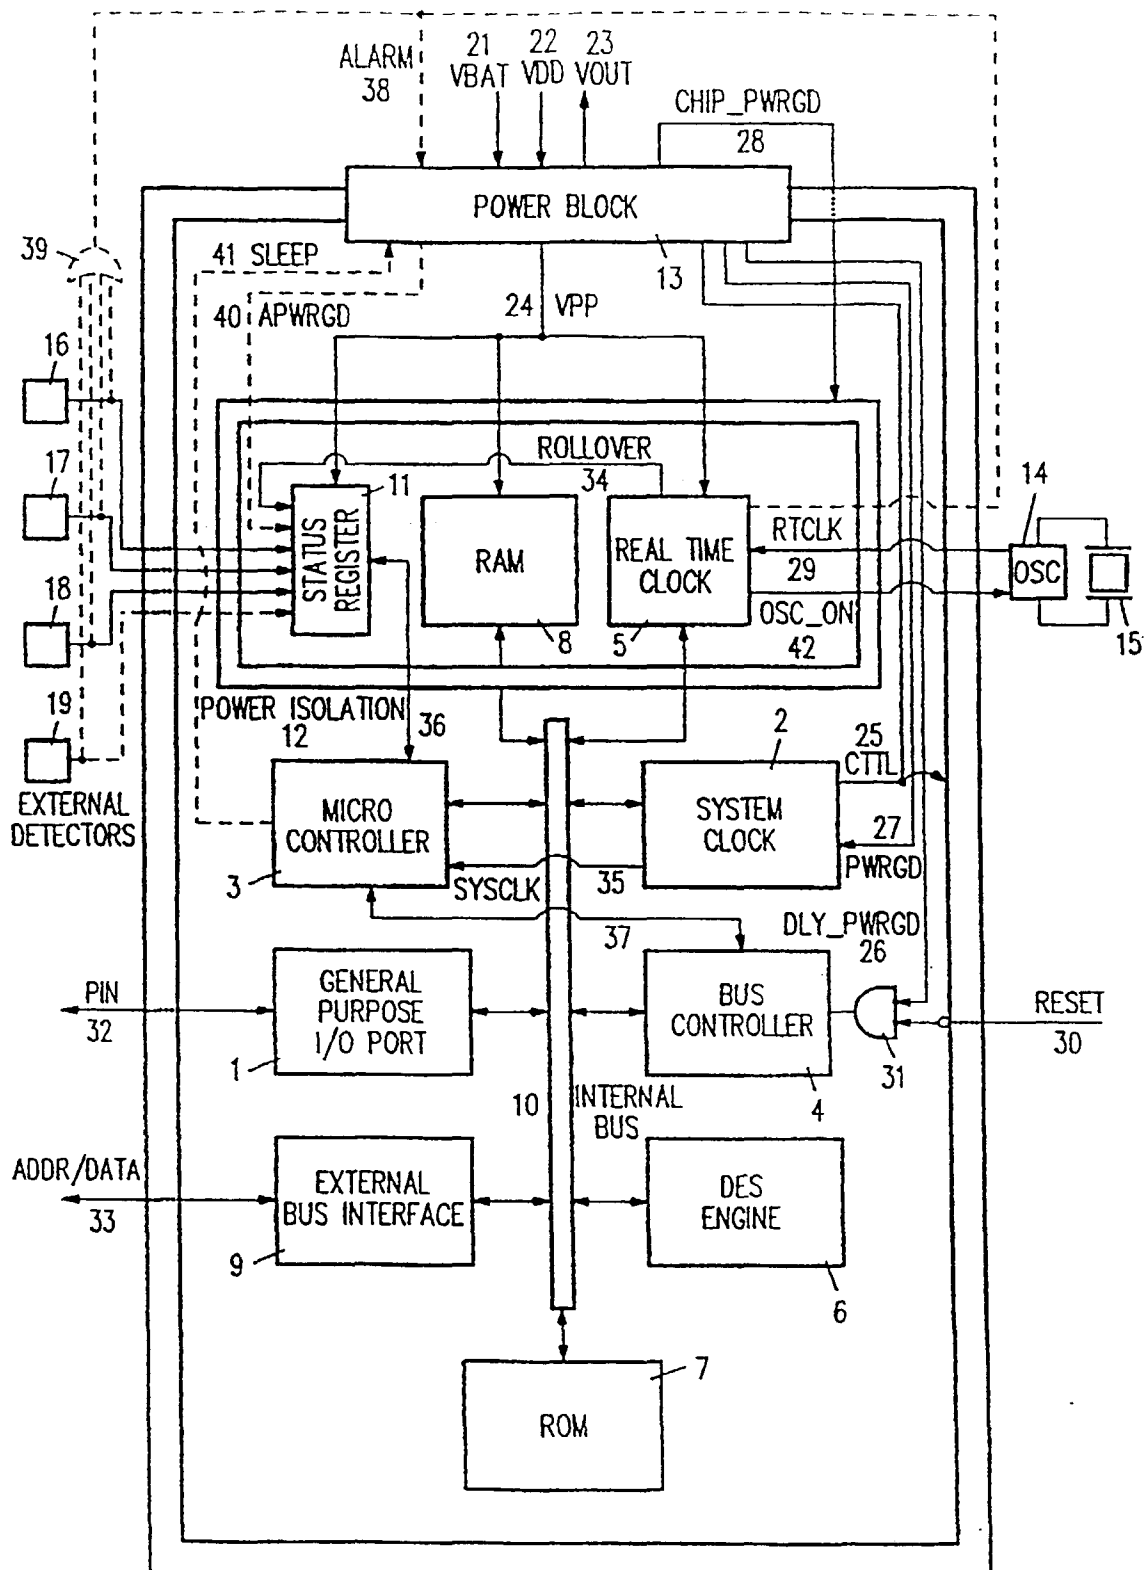 ALARM
38
21
VBAT
22
VDD
23
VOUT
CHIP_PWRGD
28
POWER BLOCK
13
39
41 SLEEP
40 APWRGD
24 VPP
16
17
18
19
EXTERNAL
DETECTORS
ROLLOVER
34
11
STATUS
REGISTER
RAM
8
REAL TIME
CLOCK
5
RTCLK
29
OSC_ON
42
14
OSC
15
POWER ISOLATION
12
36
MICRO
CONTROLLER
3
2
SYSTEM
CLOCK
25
CTTL
27
PWRGD
SYSCLK
35
37
DLY_PWRGD
26
PIN
32
GENERAL
PURPOSE
I/O PORT
1
BUS
CONTROLLER
4
31
RESET
30
10
INTERNAL
BUS
ADDR/DATA
33
EXTERNAL
BUS INTERFACE
9
DES
ENGINE
6
7
ROM